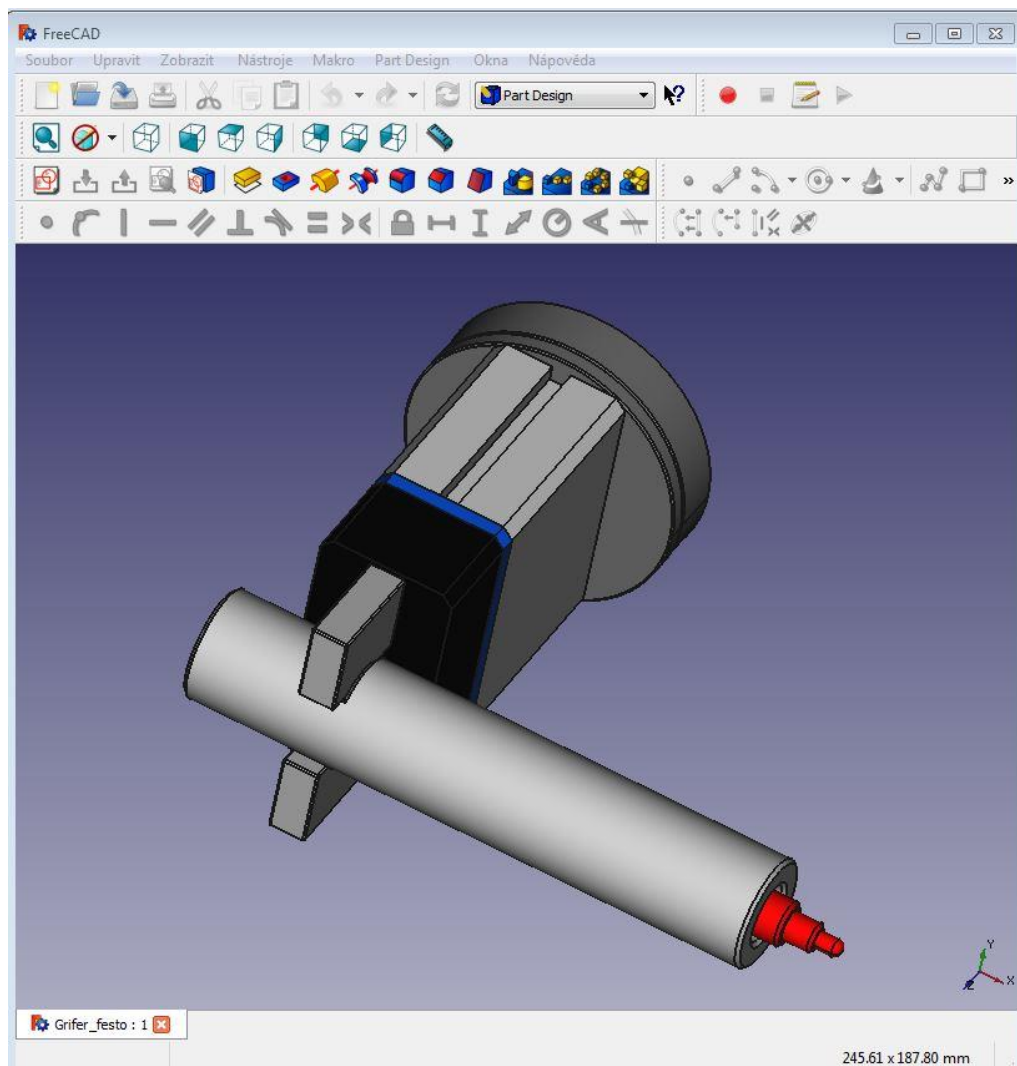 FreeCAD
Soubor Upravit Zobrazit Nástroje Makro Part Design Okna Nápověda
Part Design
Y
X
Z
Grifer_festo : 1
245.61 x 187.80 mm